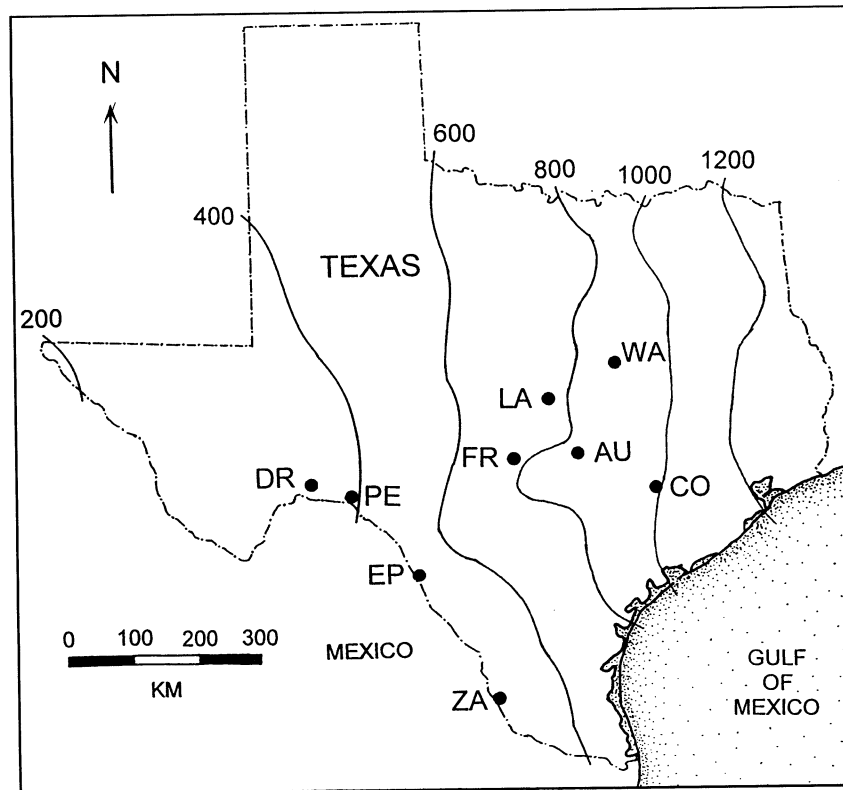 N
600
800
1000
1200
400
TEXAS
200
WA
LA
FR
AU
DR
PE
CO
EP
0 100 200 300
KM
MEXICO
ZA
GULF
OF
MEXICO